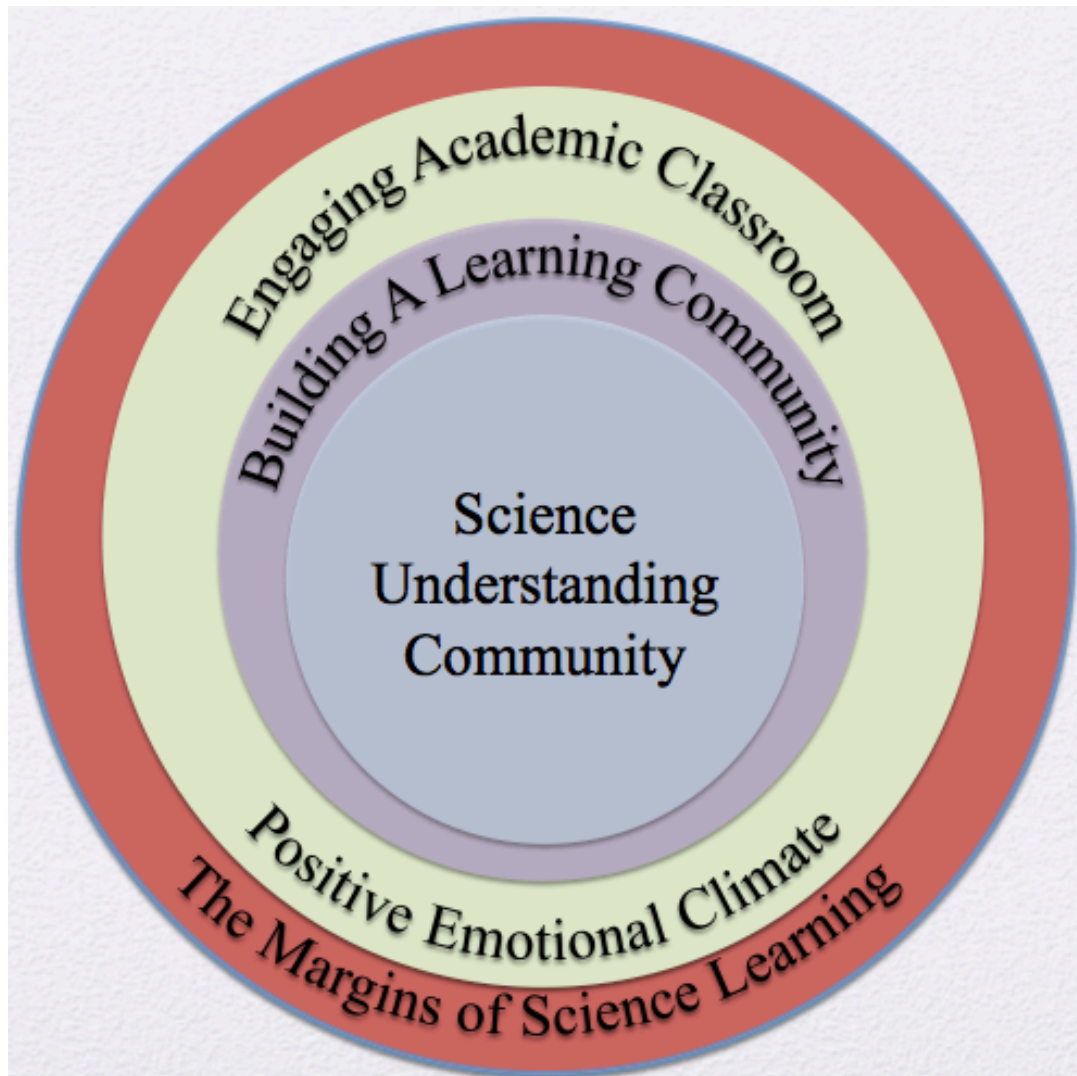 Engaging Academic Classroom
Building A Learning Community
Science
Understanding
Community
Positive Emotional Climate
The Margins of Science Learning